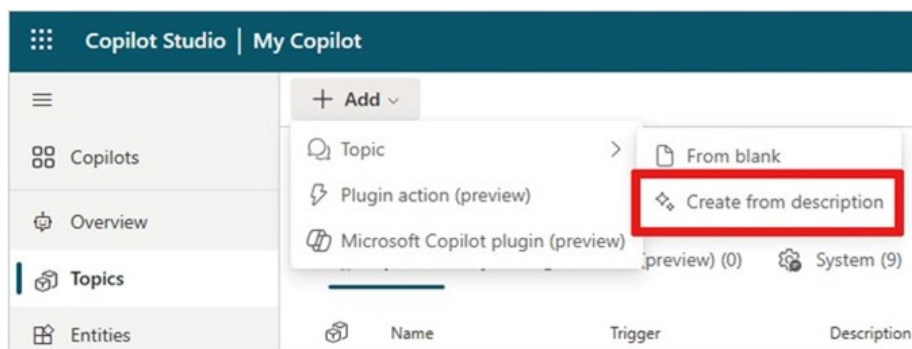 Copilot Studio | My Copilot
+ Add
Copilots
Topic
From blank
Plugin action (preview)
Create from description
Overview
Microsoft Copilot plugin (preview)
(preview) (0)
System (9)
Topics
Entities
Name
Trigger
Description